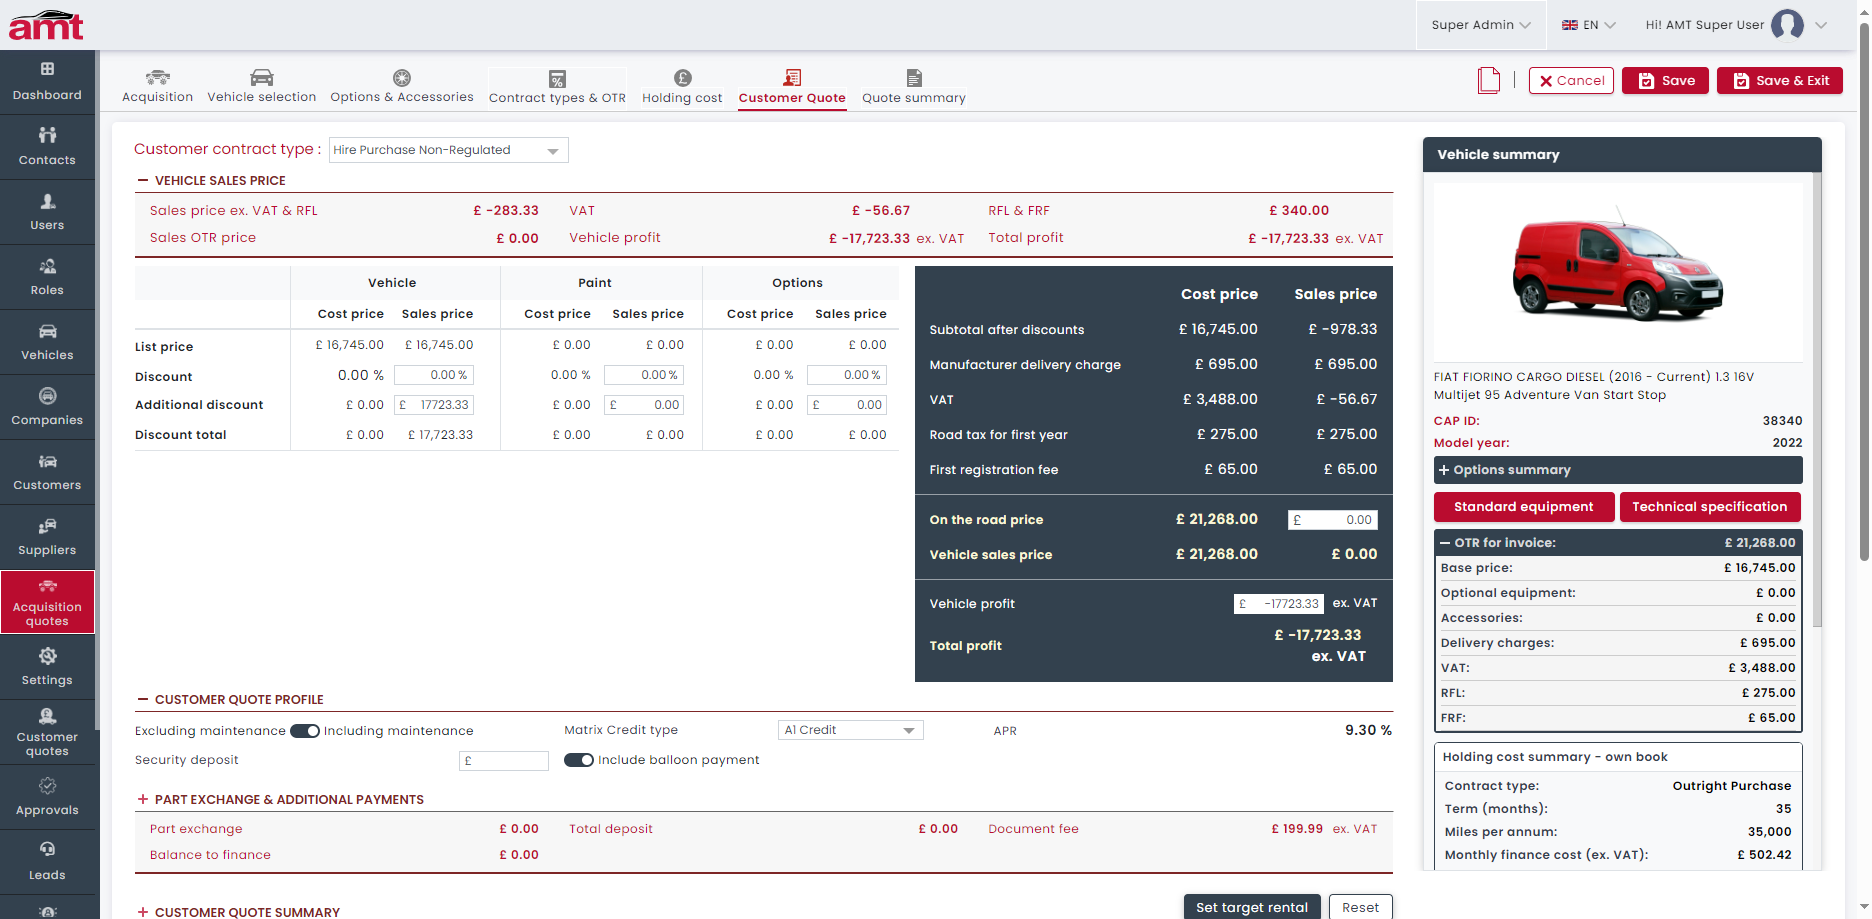 amt
Super Admin
EN
Hi! AMT Super User
Dashboard
Contacts
Users
Roles
Vehicles
Companies
Customers
Suppliers
Acquisition
quotes
Settings
Customer
quotes
Approvals
Leads
Acquisition
Vehicle selection
Options & Accessories
Contract types & OTR
Holding cost
Customer Quote
Quote summary
Cancel
Save
Save & Exit
Customer contract type : Hire Purchase Non-Regulated
VEHICLE SALES PRICE
Sales price ex. VAT & RFL £ -283.33 VAT £ -56.67 RFL & FRF £ 340.00
Sales OTR price £ 0.00 Vehicle profit £ -17,723.33 ex. VAT Total profit £ -17,723.33 ex. VAT
Vehicle Paint Options
Cost price Sales price Cost price Sales price Cost price Sales price
List price £ 16,745.00 £ 16,745.00 £ 0.00 £ 0.00 £ 0.00 £ 0.00
Discount 0.00 % 0.00 % 0.00 % 0.00 % 0.00 % 0.00 %
Additional discount £ 0.00 £ 17723.33 £ 0.00 £ 0.00 £ 0.00 £ 0.00
Discount total £ 0.00 £ 17,723.33 £ 0.00 £ 0.00 £ 0.00 £ 0.00
Cost price Sales price
Subtotal after discounts £ 16,745.00 £ -978.33
Manufacturer delivery charge £ 695.00 £ 695.00
VAT £ 3,488.00 £ -56.67
Road tax for first year £ 275.00 £ 275.00
First registration fee £ 65.00 £ 65.00
On the road price £ 21,268.00 £ 0.00
Vehicle sales price £ 21,268.00 £ 0.00
Vehicle profit £ -17723.33 ex. VAT
Total profit £ -17,723.33
ex. VAT
CUSTOMER QUOTE PROFILE
Excluding maintenance Including maintenance Matrix Credit type A1 Credit APR 9.30 %
Security deposit £ Include balloon payment
PART EXCHANGE & ADDITIONAL PAYMENTS
Part exchange £ 0.00 Total deposit £ 0.00 Document fee £ 199.99 ex. VAT
Balance to finance £ 0.00
CUSTOMER QUOTE SUMMARY Set target rental Reset
Vehicle summary
FIAT FIORINO CARGO DIESEL (2016 - Current) 1.3 16V
Multijet 95 Adventure Van Start Stop
CAP ID: 38340
Model year: 2022
Options summary
Standard equipment Technical specification
OTR for invoice: £ 21,268.00
Base price: £ 16,745.00
Optional equipment: £ 0.00
Accessories: £ 0.00
Delivery charges: £ 695.00
VAT: £ 3,488.00
RFL: £ 275.00
FRF: £ 65.00
Holding cost summary - own book
Contract type: Outright Purchase
Term (months): 35
Miles per annum: 35,000
Monthly finance cost (ex. VAT): £ 502.42